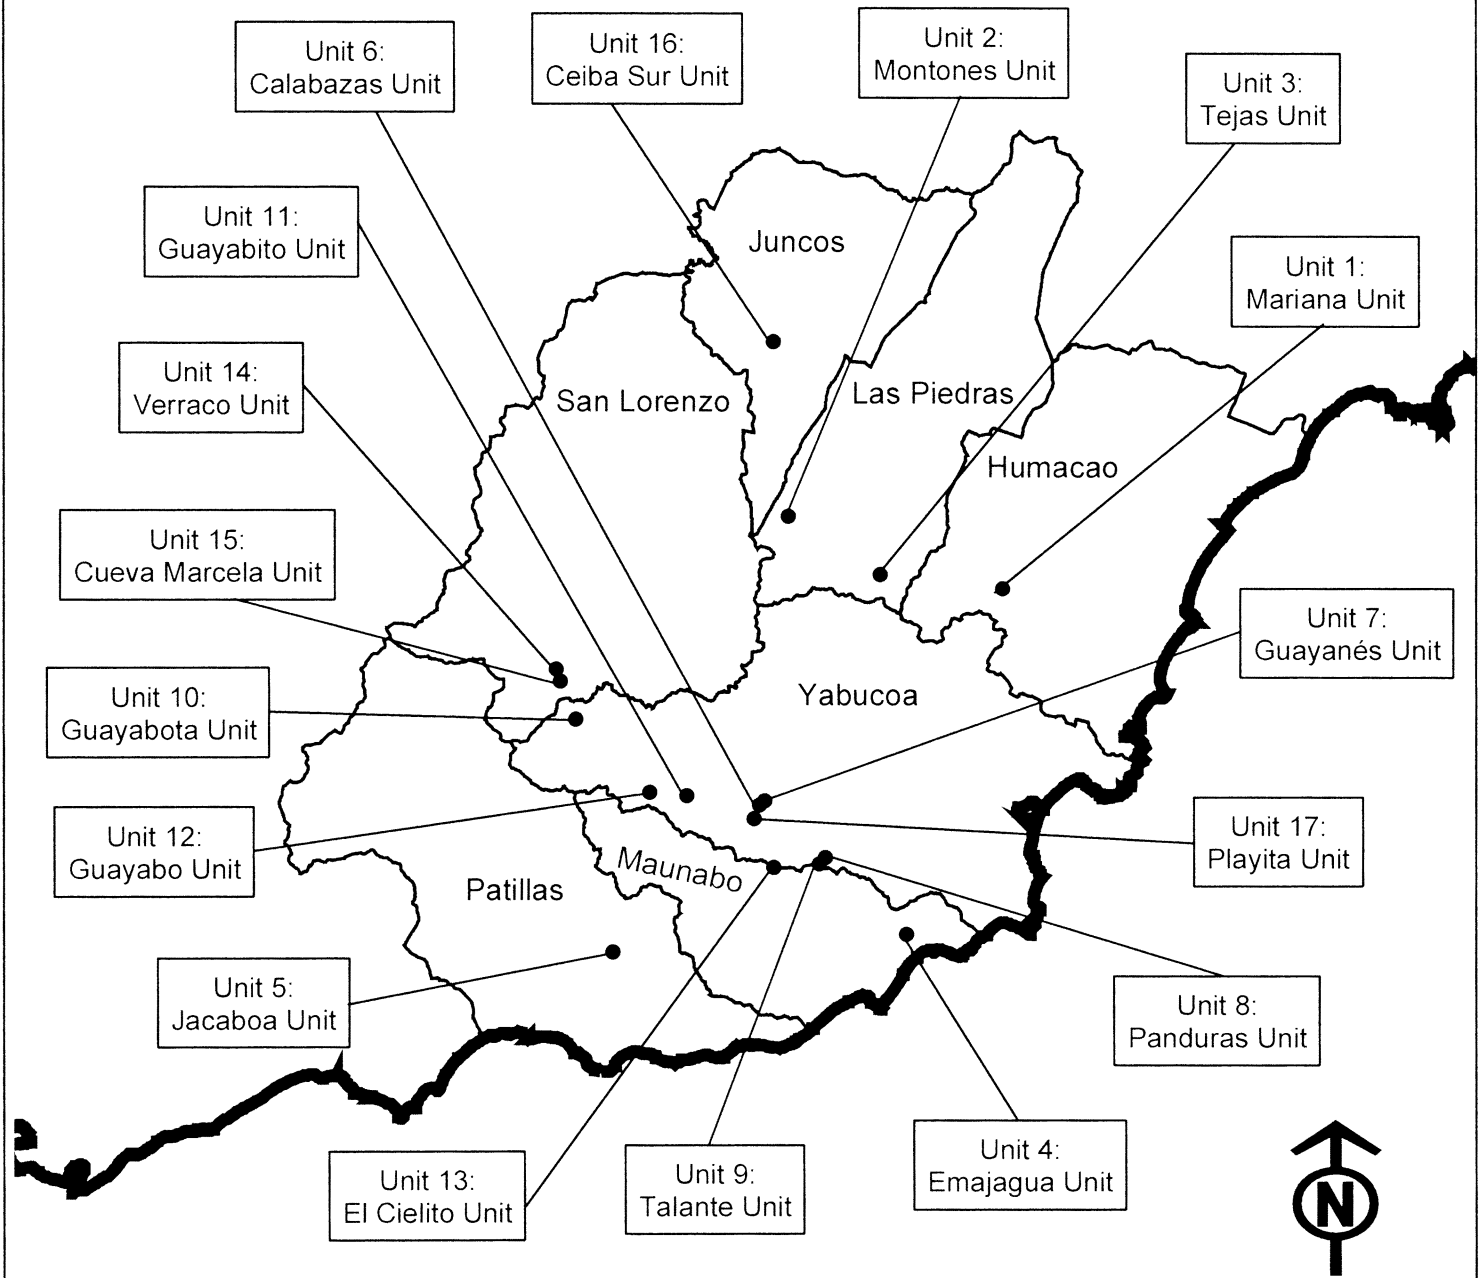 Unit 6:
Calabazas Unit
Unit 16:
Ceiba Sur Unit
Unit 2:
Montones Unit
Unit 3:
Tejas Unit
Unit 11:
Guayabito Unit
Juncos
Unit 1:
Mariana Unit
Unit 14:
Verraco Unit
San Lorenzo
Las Piedras
Humacao
Unit 15:
Cueva Marcela Unit
Unit 7:
Guayanés Unit
Unit 10:
Guayabota Unit
Yabucoa
Unit 12:
Guayabo Unit
Maunabo
Patillas
Unit 17:
Playita Unit
Unit 5:
Jacaboa Unit
Unit 8:
Panduras Unit
Unit 13:
El Cielito Unit
Unit 9:
Talante Unit
Unit 4:
Emajagua Unit
N